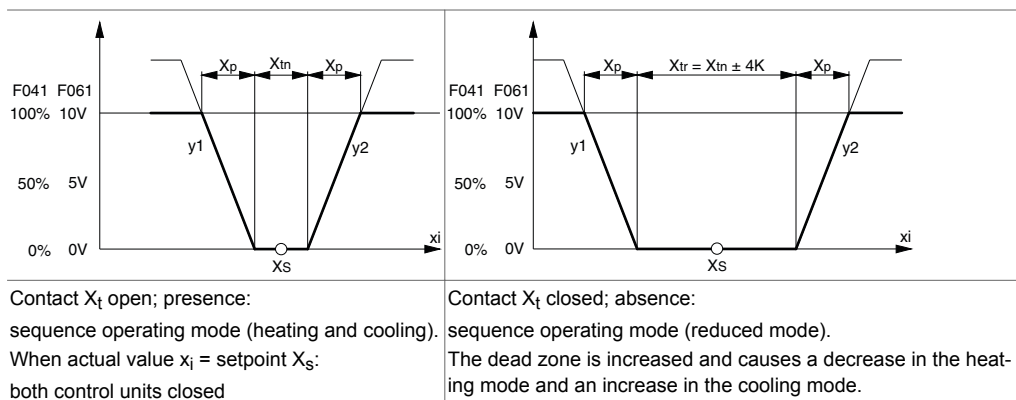 Xp Xtn Xp
F041 F061
100% 10V
y1 y2
50% 5V
xi
0% 0V
XS
Xp Xtr = Xtn ± 4K Xp
F041 F061
100% 10V
y1 y2
50% 5V
xi
0% 0V
XS
Contact Xt open; presence:
sequence operating mode (heating and cooling).
When actual value xi = setpoint Xs:
both control units closed
Contact Xt closed; absence:
sequence operating mode (reduced mode).
The dead zone is increased and causes a decrease in the heat-
ing mode and an increase in the cooling mode.